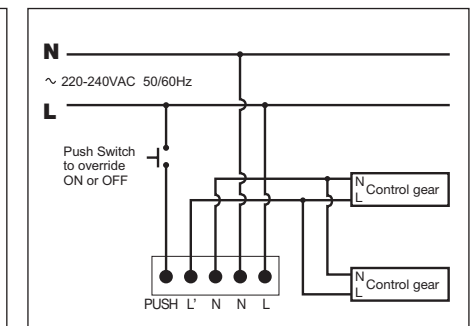 N
~ 220-240VAC 50/60Hz
L
Push Switch
to override
ON or OFF
N
L
Control gear
N
L
Control gear
PUSH L' N N L